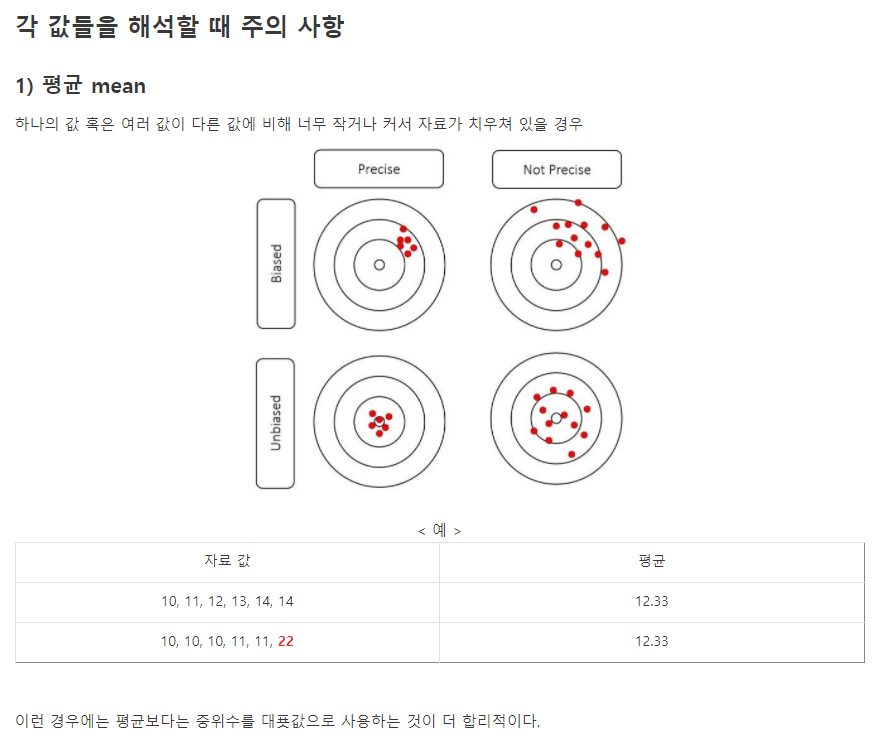 각 값들을 해석할 때 주의 사항
1) 평균 mean
하나의 값 혹은 여러 값이 다른 값에 비해 너무 작거나 커서 자료가 치우쳐 있을 경우
Precise
Not Precise
Biased
Unbiased
< 예 >
자료 값
평균
10, 11, 12, 13, 14, 14
12.33
10, 10, 10, 11, 11, 22
12.33
이런 경우에는 평균보다는 중위수를 대푯값으로 사용하는 것이 더 합리적이다.